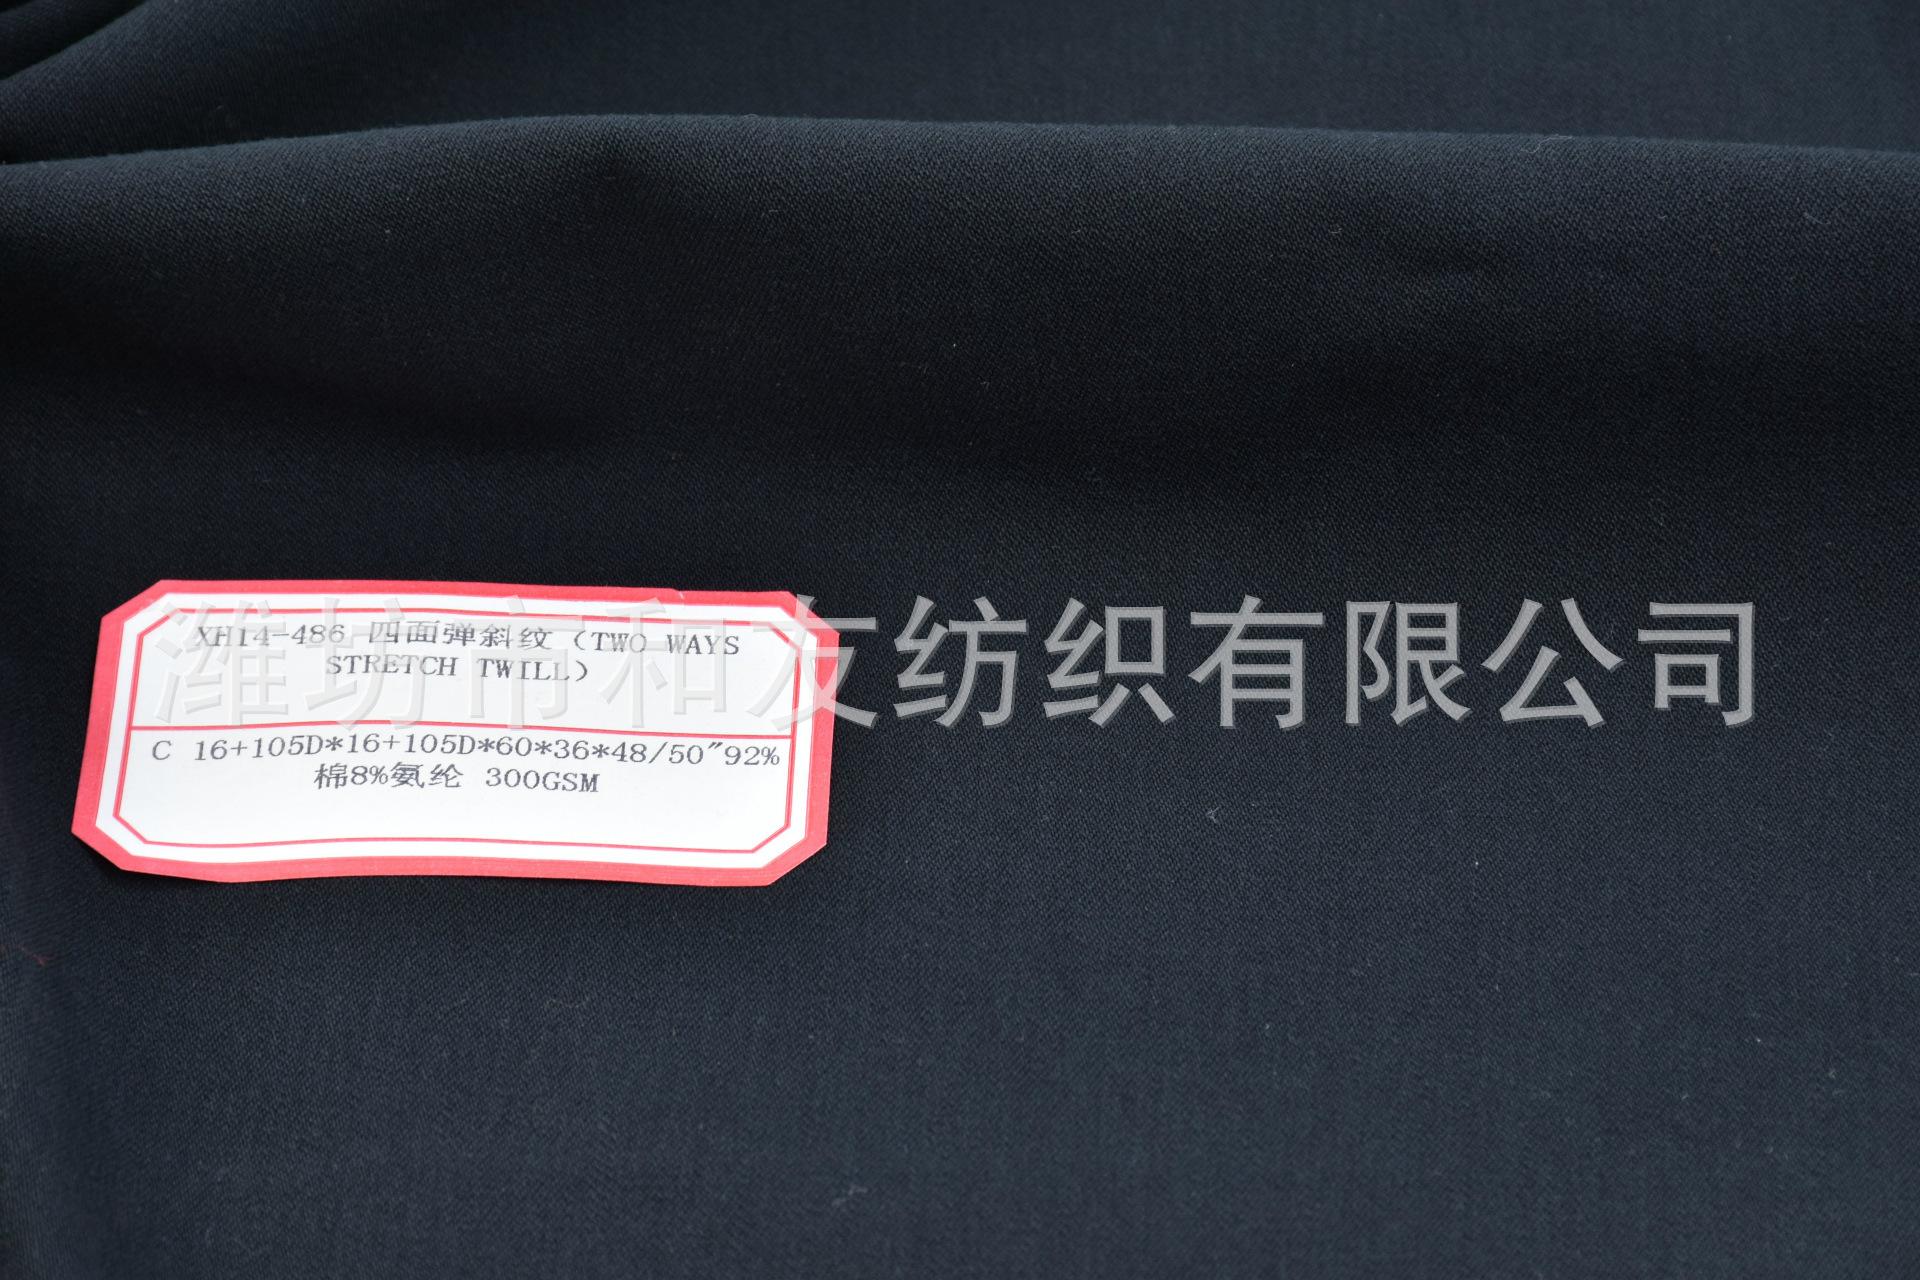 XH14-486 四面弹斜纹（TWO WAYS
STRETCH TWILL）
潍坊市和友纺织有限公司
C 16+105D*16+105D*60*36*48/50"92%
棉8%氨纶 300GSM